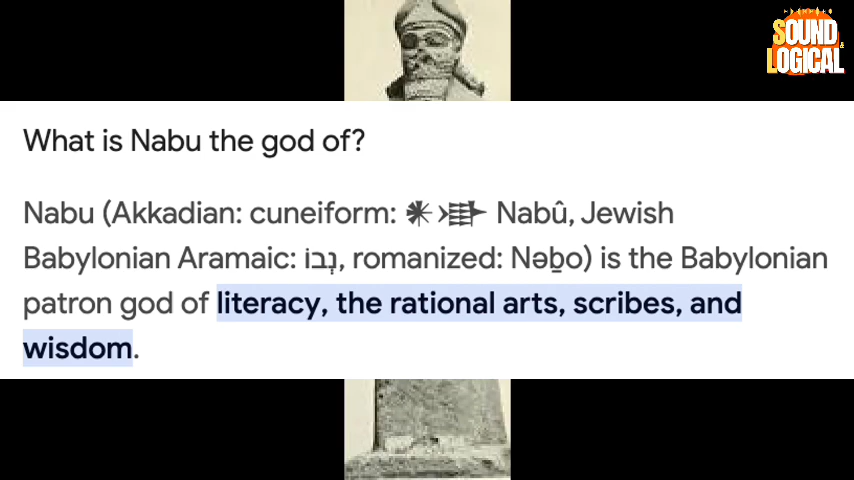 SOUND &
LOGICAL
What is Nabu the god of?
Nabu (Akkadian: cuneiform: 𒀭𒀝 Nabû, Jewish
Babylonian Aramaic: נְבוֹ, romanized: Nəḇo) is the Babylonian
patron god of literacy, the rational arts, scribes, and
wisdom.